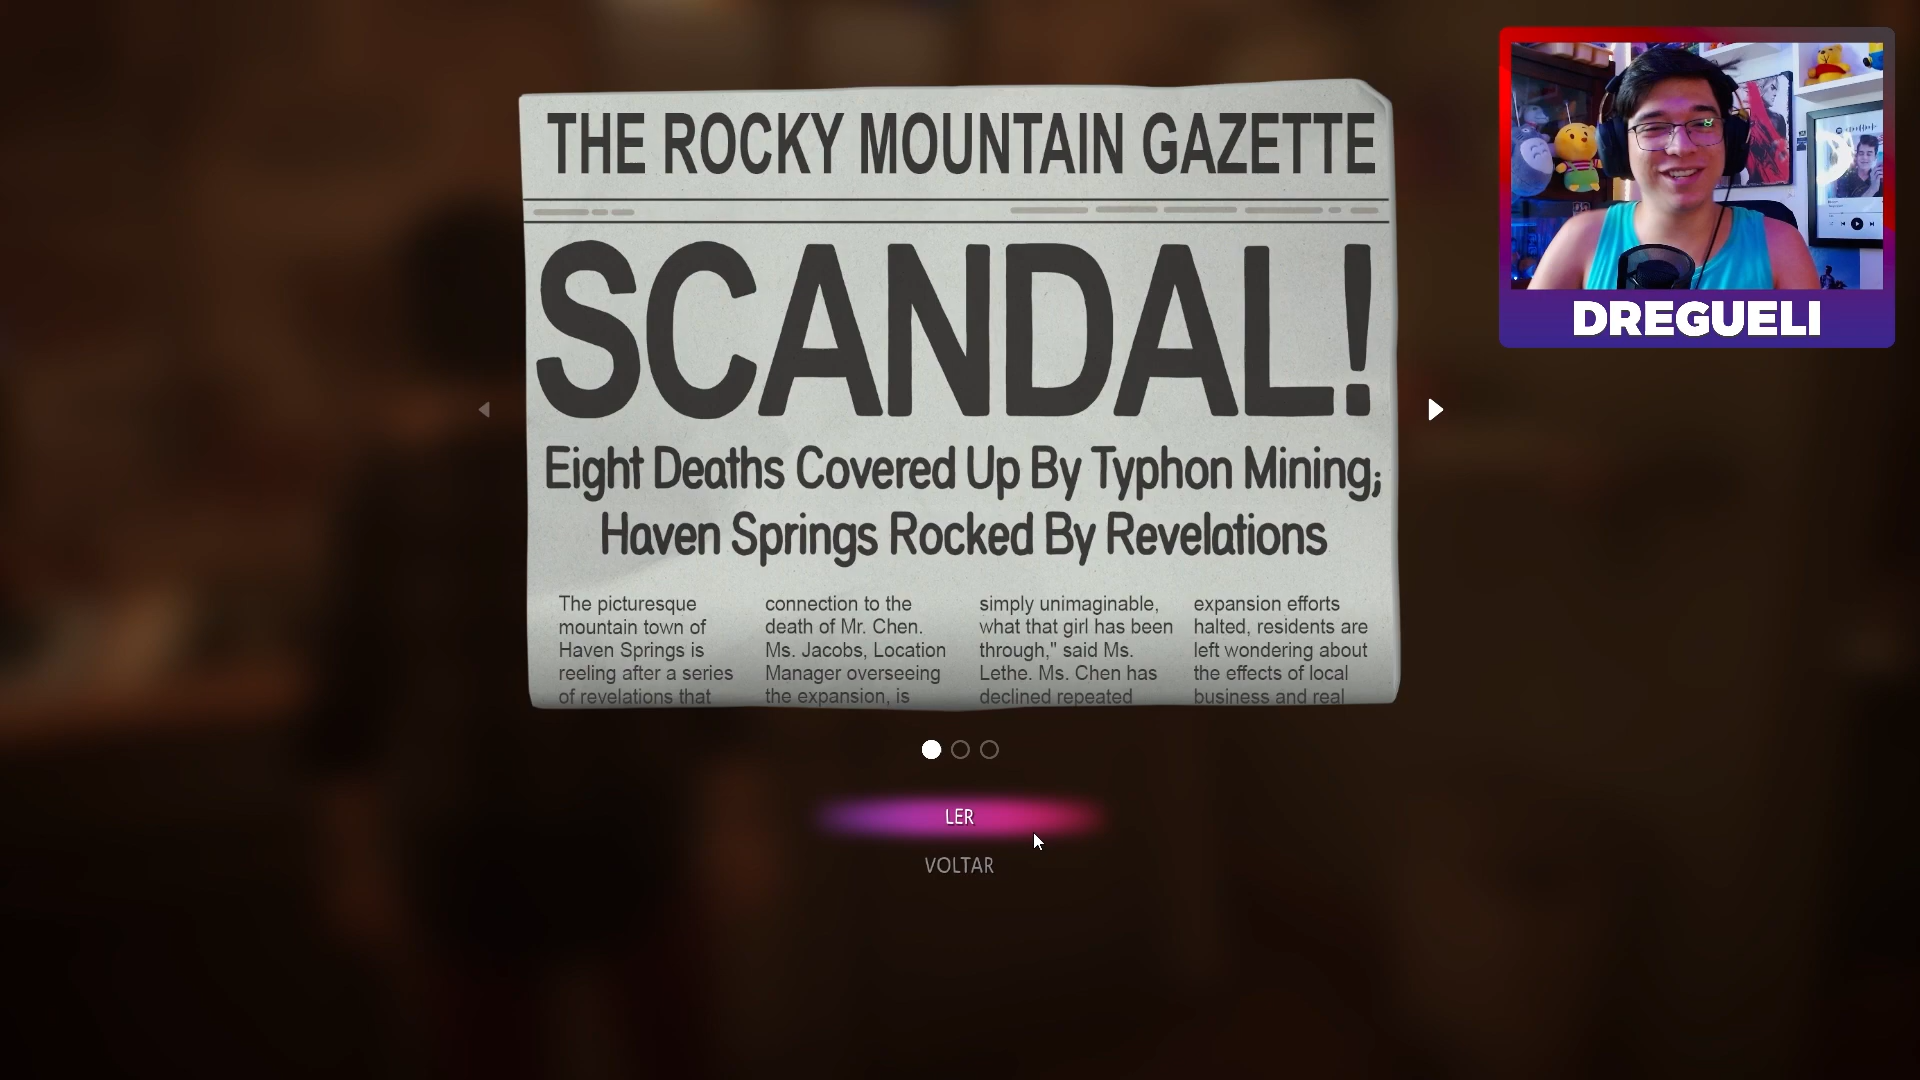 THE ROCKY MOUNTAIN GAZETTE
SCANDAL!
Eight Deaths Covered Up By Typhon Mining;
Haven Springs Rocked By Revelations
The picturesque
mountain town of
Haven Springs is
reeling after a series
of revelations that
connection to the
death of Mr. Chen.
Ms. Jacobs, Location
Manager overseeing
the expansion, is
simply unimaginable,
what that girl has been
through," said Ms.
Lethe. Ms. Chen has
declined repeated
expansion efforts
halted, residents are
left wondering about
the effects of local
business and real
LER
VOLTAR
DREGUELI